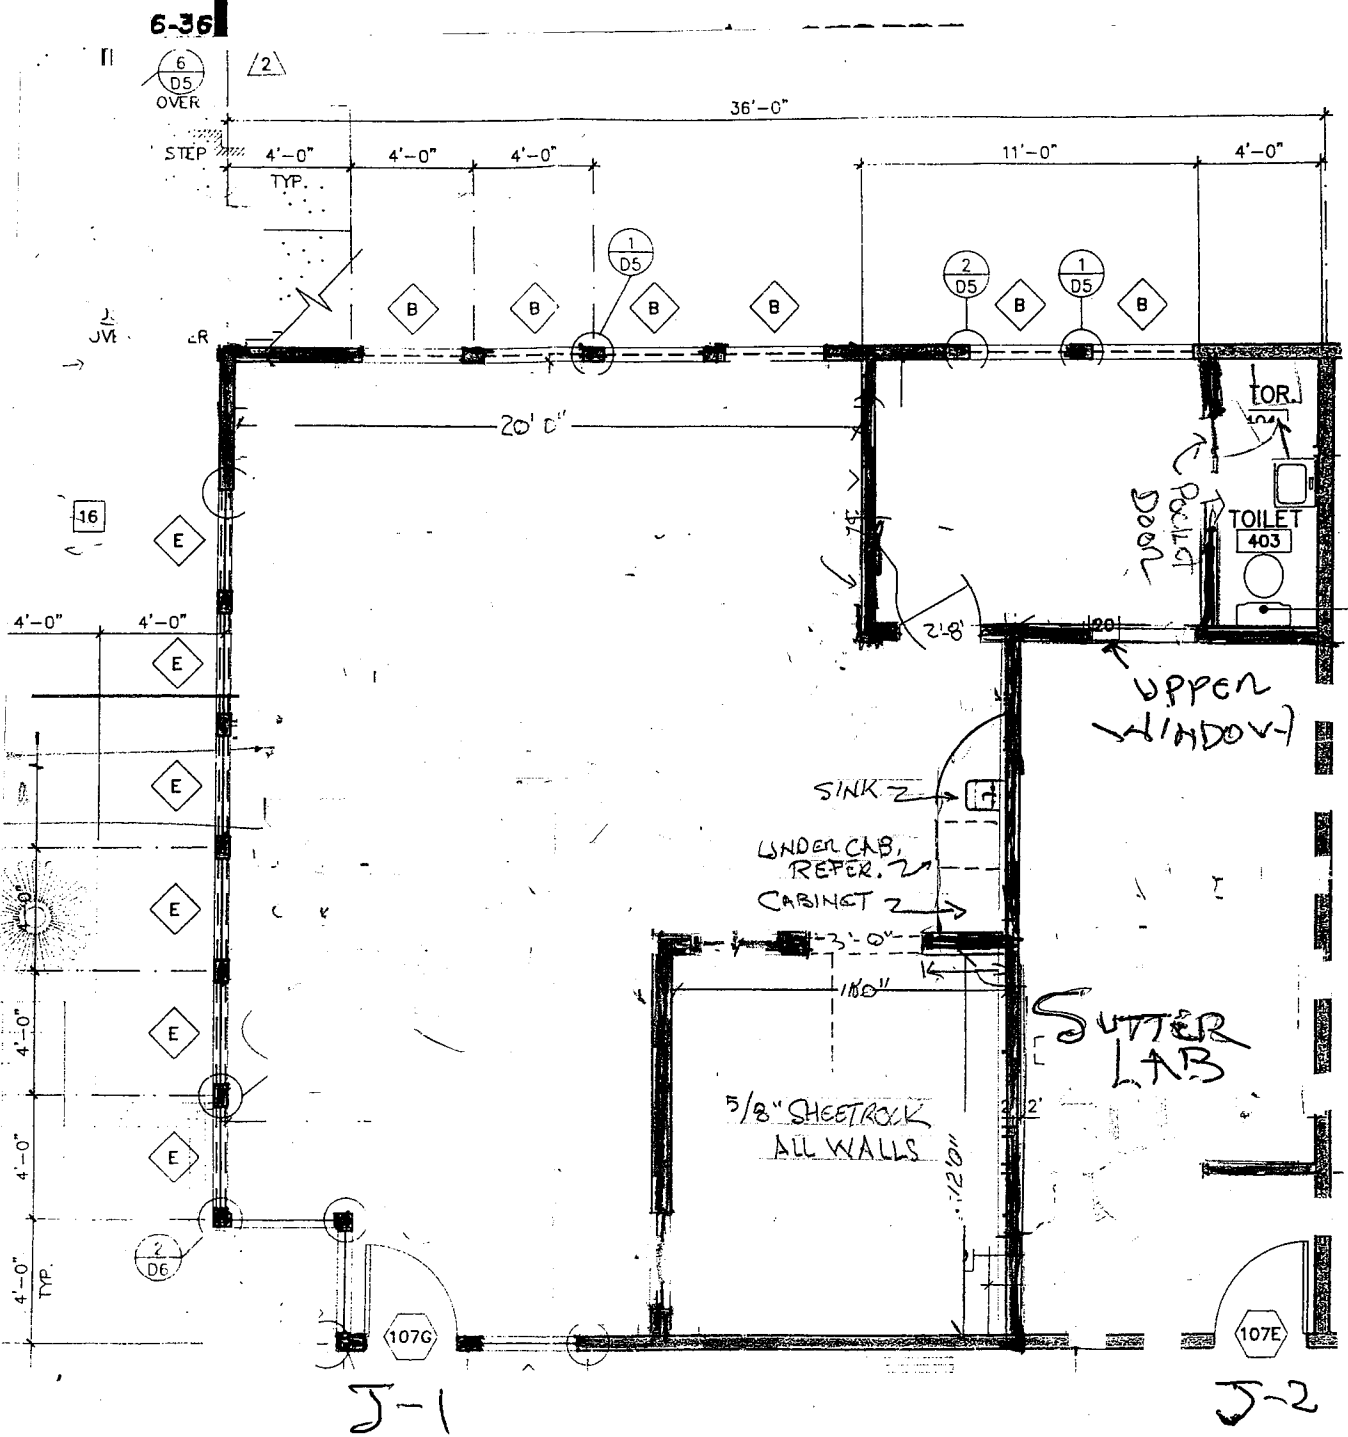 6-36
6
D5
2
OVER
36'-0"
STEP
4'-0"
4'-0"
4'-0"
11'-0"
4'-0"
TYP.
1
D5
2
D5
1
D5
B
B
B
B
B
B
20' 0"
TOR.
16
E
POCKET
DOOR
TOILET
403
4'-0"
4'-0"
2'-8"
20
E
UPPER
WINDOW
E
SINK
UNDER CAB.
REFER.
CABINET
E
4'-0"
3'-0"
SUTTER
LAB
E
4'-0"
5/8" SHEETROCK
ALL WALLS
2'
12'0"
E
4'-0"
2
D6
4'-0"
TYP.
107G
107E
J-1
J-2